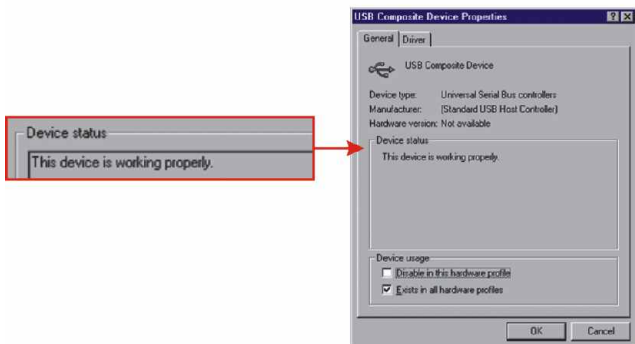 Device status
This device is working properly.
USB Composite Device Properties
General Driver
USB Composite Device
Device type: Universal Serial Bus controllers
Manufacturer: (Standard USB Host Controller)
Hardware version: Not available
Device status
This device is working properly.
Device usage
Disable in this hardware profile
Exists in all hardware profiles
OK Cancel